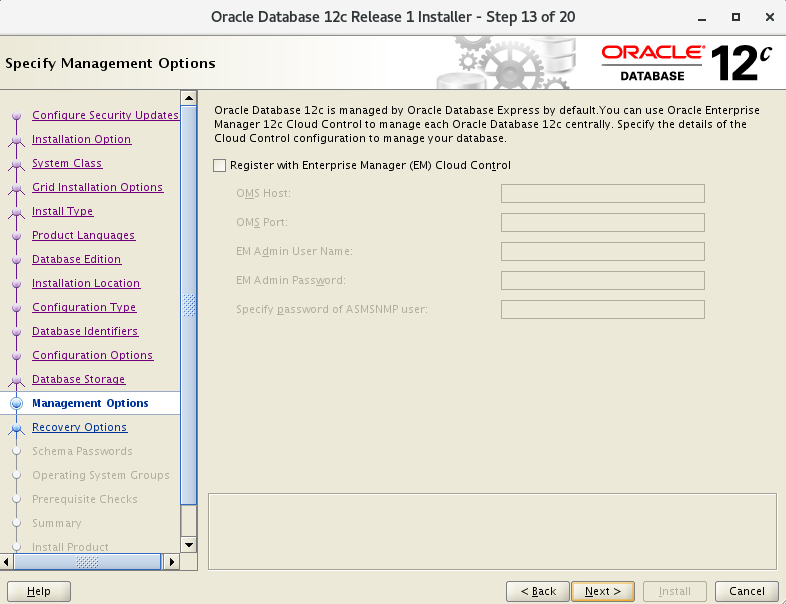 Oracle Database 12c Release 1 Installer - Step 13 of 20
Specify Management Options
ORACLE®
DATABASE
12c
Configure Security Updates
Installation Option
System Class
Grid Installation Options
Install Type
Product Languages
Database Edition
Installation Location
Configuration Type
Database Identifiers
Configuration Options
Database Storage
Management Options
Recovery Options
Schema Passwords
Operating System Groups
Prerequisite Checks
Summary
Install Product
Oracle Database 12c is managed by Oracle Database Express by default.You can use Oracle Enterprise
Manager 12c Cloud Control to manage each Oracle Database 12c centrally. Specify the details of the
Cloud Control configuration to manage your database.
Register with Enterprise Manager (EM) Cloud Control
OMS Host:
OMS Port:
EM Admin User Name:
EM Admin Password:
Specify password of ASMSNMP user:
Help
< Back
Next >
Install
Cancel